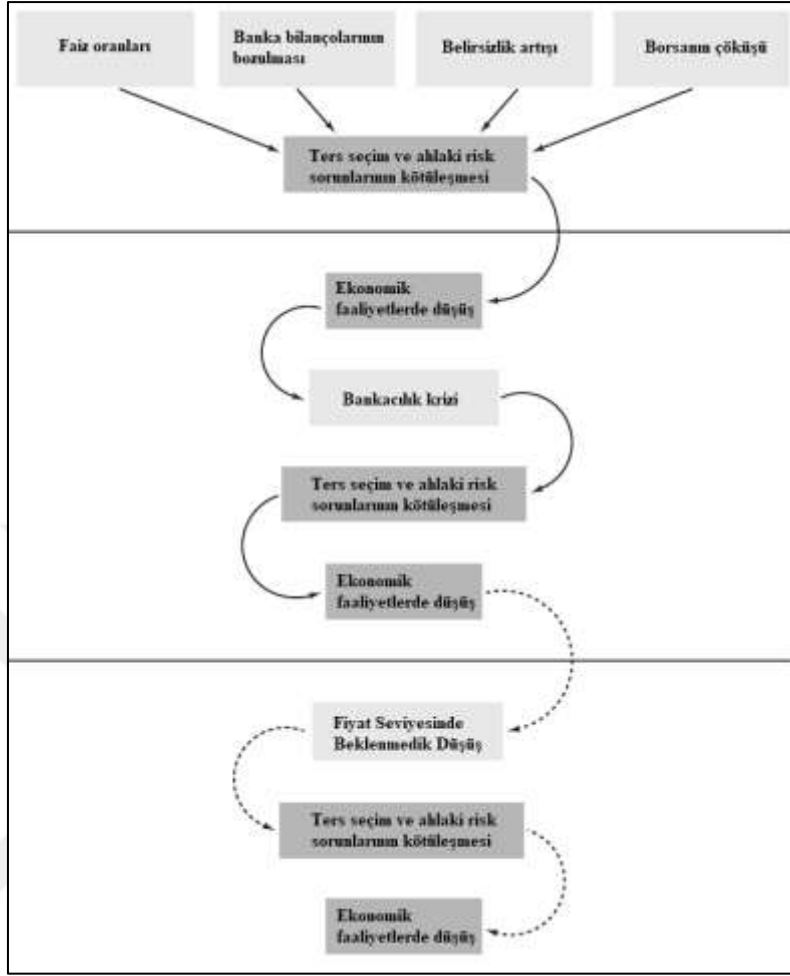 Faiz oranları
Banka bilançolarının
bozulması
Belirsizlik artışı
Borsanın çöküşü
Ters seçim ve ahlaki risk
sorunlarının kötüleşmesi
Ekonomik
faaliyetlerde düşüş
Bankacılık krizi
Ters seçim ve ahlaki risk
sorunlarının kötüleşmesi
Ekonomik
faaliyetlerde düşüş
Fiyat Seviyesinde
Beklenmedik Düşüş
Ters seçim ve ahlaki risk
sorunlarının kötüleşmesi
Ekonomik
faaliyetlerde düşüş